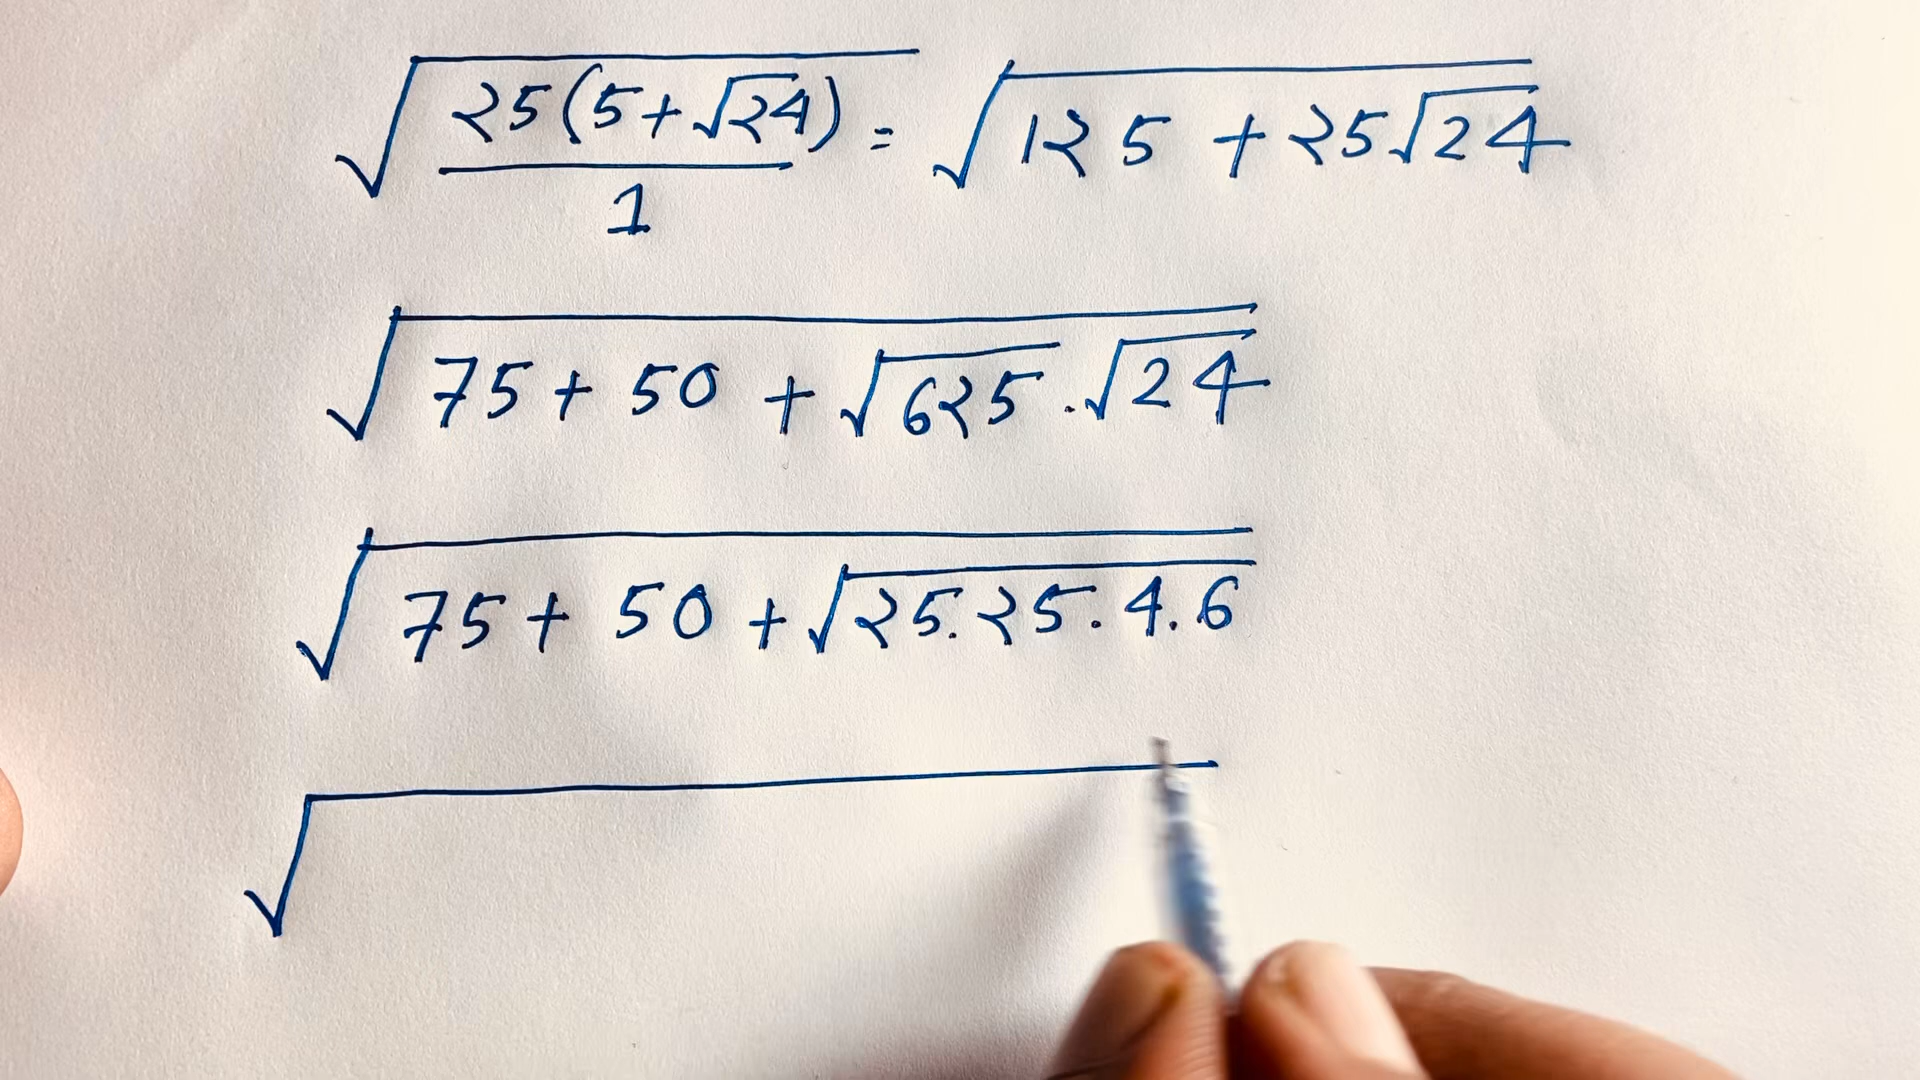 √(25(5+√24)/1) = √(125 + 25√24)
√(75 + 50 + √625 . √24)
√(75 + 50 + √(25.25.4.6))
√